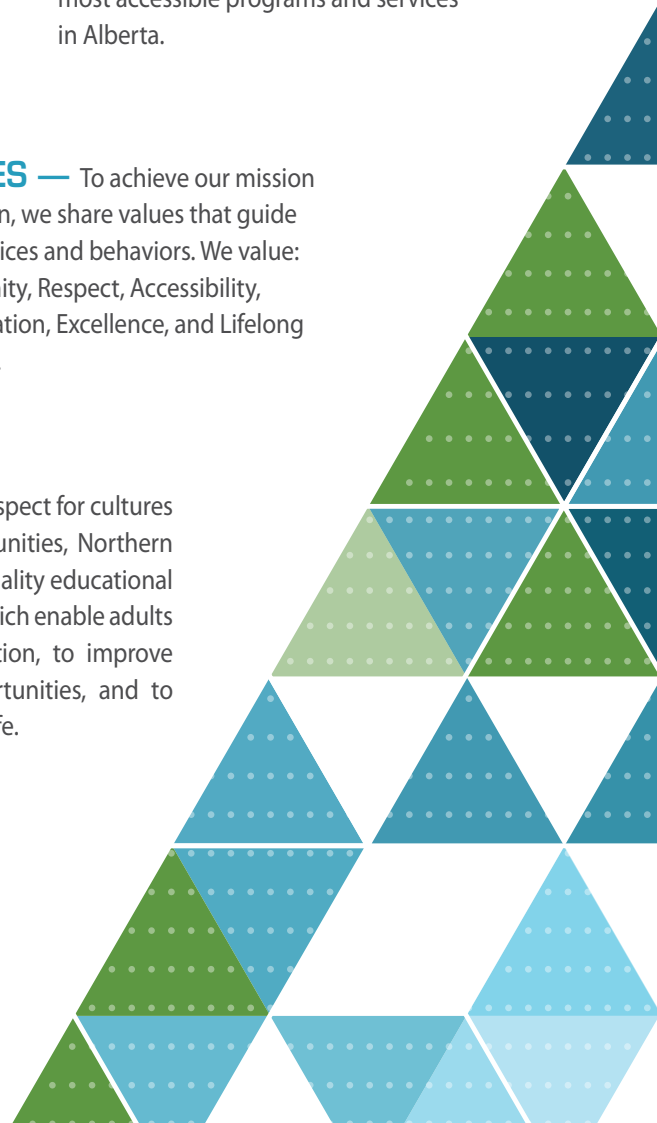 most accessible programs and services
in Alberta.
ES — To achieve our mission
n, we share values that guide
ices and behaviors. We value:
ity, Respect, Accessibility,
ation, Excellence, and Lifelong
.
spect for cultures
unities, Northern
ality educational
ich enable adults
tion, to improve
rtunities, and to
fe.